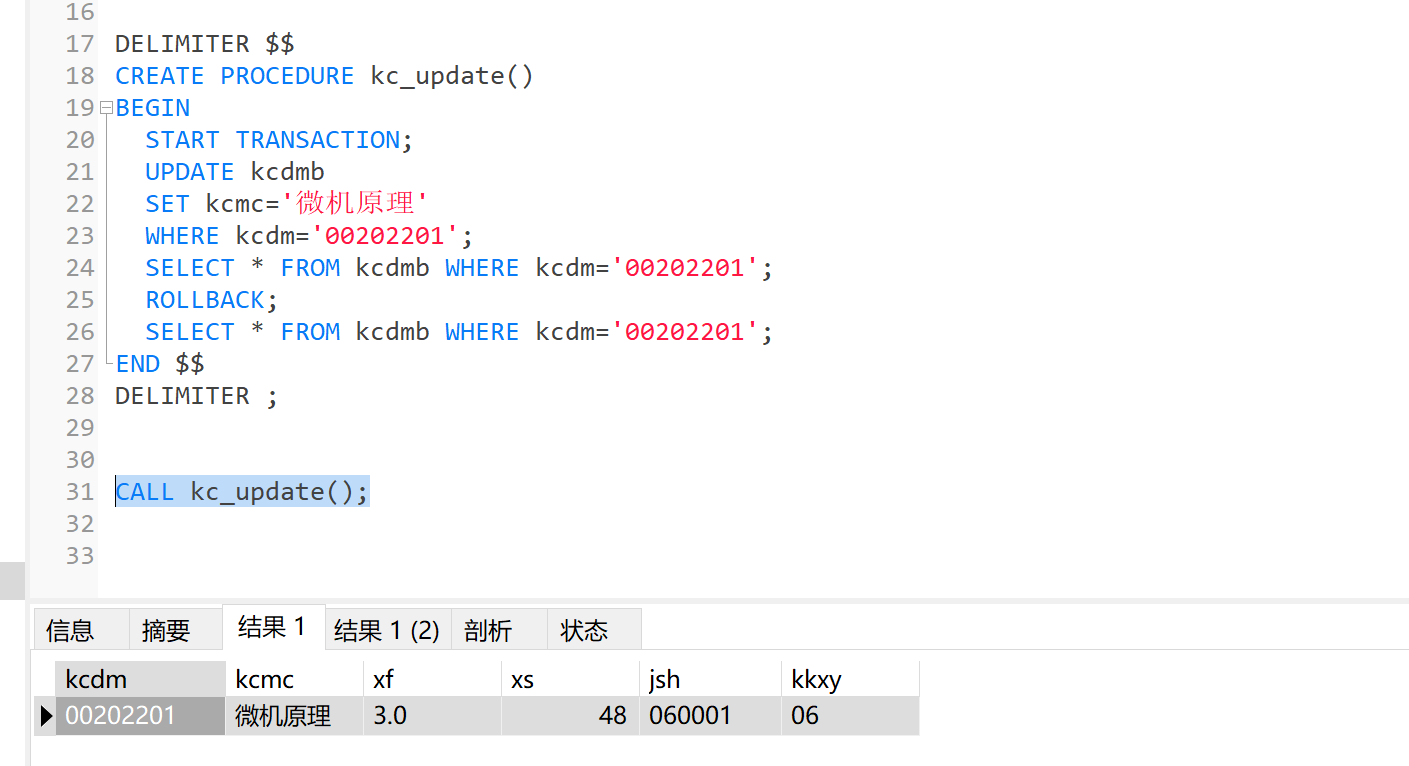 16
17 DELIMITER $$
18 CREATE PROCEDURE kc_update()
19 BEGIN
20 START TRANSACTION;
21 UPDATE kcdmb
22 SET kcmc='微机原理'
23 WHERE kcdm='00202201';
24 SELECT * FROM kcdmb WHERE kcdm='00202201';
25 ROLLBACK;
26 SELECT * FROM kcdmb WHERE kcdm='00202201';
27 END $$
28 DELIMITER ;
29
30
31 CALL kc_update();
32
33
信息 摘要 结果 1 结果 1 (2) 剖析 状态
kcdm kcmc xf xs jsh kkxy
00202201 微机原理 3.0 48 060001 06